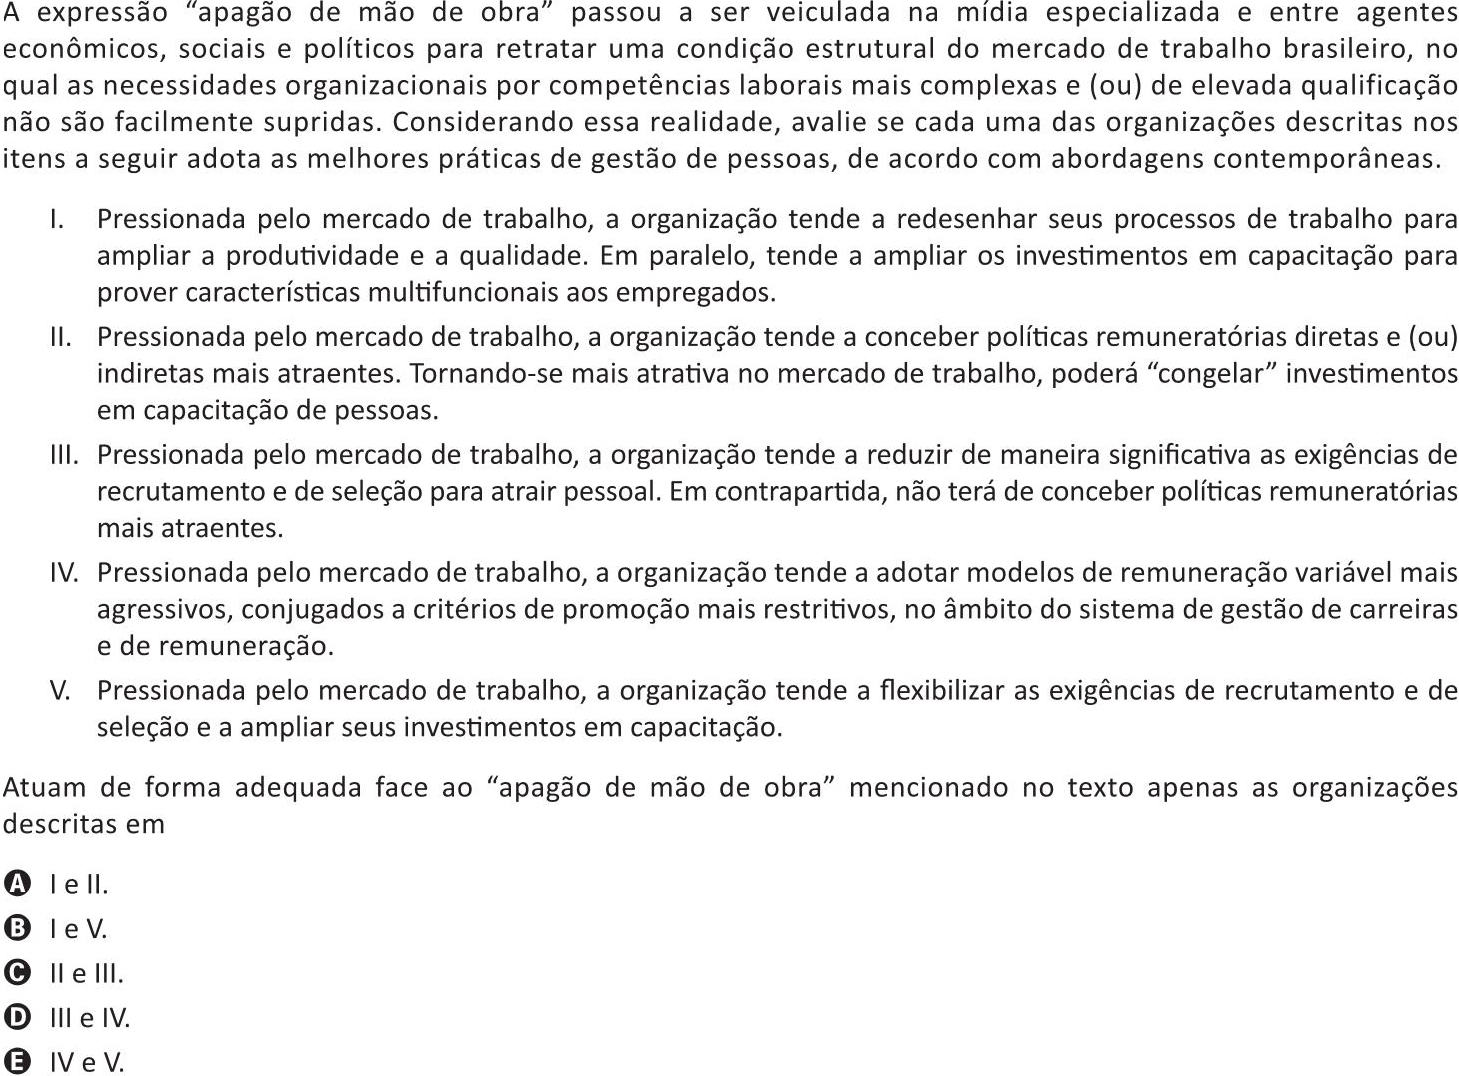 A expressão “apagão de mão de obra” passou a ser veiculada na mídia especializada e entre agentes
econômicos, sociais e políticos para retratar uma condição estrutural do mercado de trabalho brasileiro, no
qual as necessidades organizacionais por competências laborais mais complexas e (ou) de elevada qualificação
não são facilmente supridas. Considerando essa realidade, avalie se cada uma das organizações descritas nos
itens a seguir adota as melhores práticas de gestão de pessoas, de acordo com abordagens contemporâneas.
I. Pressionada pelo mercado de trabalho, a organização tende a redesenhar seus processos de trabalho para
ampliar a produtividade e a qualidade. Em paralelo, tende a ampliar os investimentos em capacitação para
prover características multifuncionais aos empregados.
II. Pressionada pelo mercado de trabalho, a organização tende a conceber políticas remuneratórias diretas e (ou)
indiretas mais atraentes. Tornando-se mais atrativa no mercado de trabalho, poderá “congelar” investimentos
em capacitação de pessoas.
III. Pressionada pelo mercado de trabalho, a organização tende a reduzir de maneira significativa as exigências de
recrutamento e de seleção para atrair pessoal. Em contrapartida, não terá de conceber políticas remuneratórias
mais atraentes.
IV. Pressionada pelo mercado de trabalho, a organização tende a adotar modelos de remuneração variável mais
agressivos, conjugados a critérios de promoção mais restritivos, no âmbito do sistema de gestão de carreiras
e de remuneração.
V. Pressionada pelo mercado de trabalho, a organização tende a flexibilizar as exigências de recrutamento e de
seleção e a ampliar seus investimentos em capacitação.
Atuam de forma adequada face ao “apagão de mão de obra” mencionado no texto apenas as organizações
descritas em
A I e II.
B I e V.
C II e III.
D III e IV.
E IV e V.